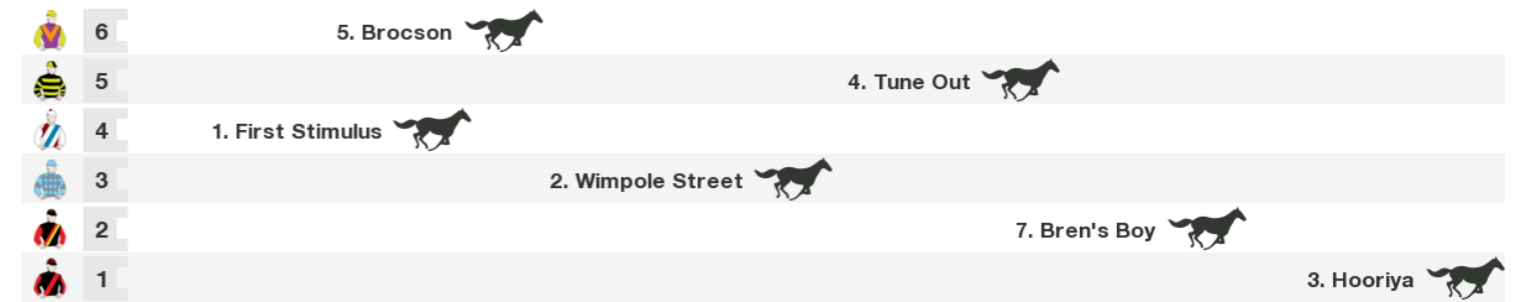 6 5. Brocson
5 4. Tune Out
4 1. First Stimulus
3 2. Wimpole Street
2 7. Bren's Boy
1 3. Hooriya